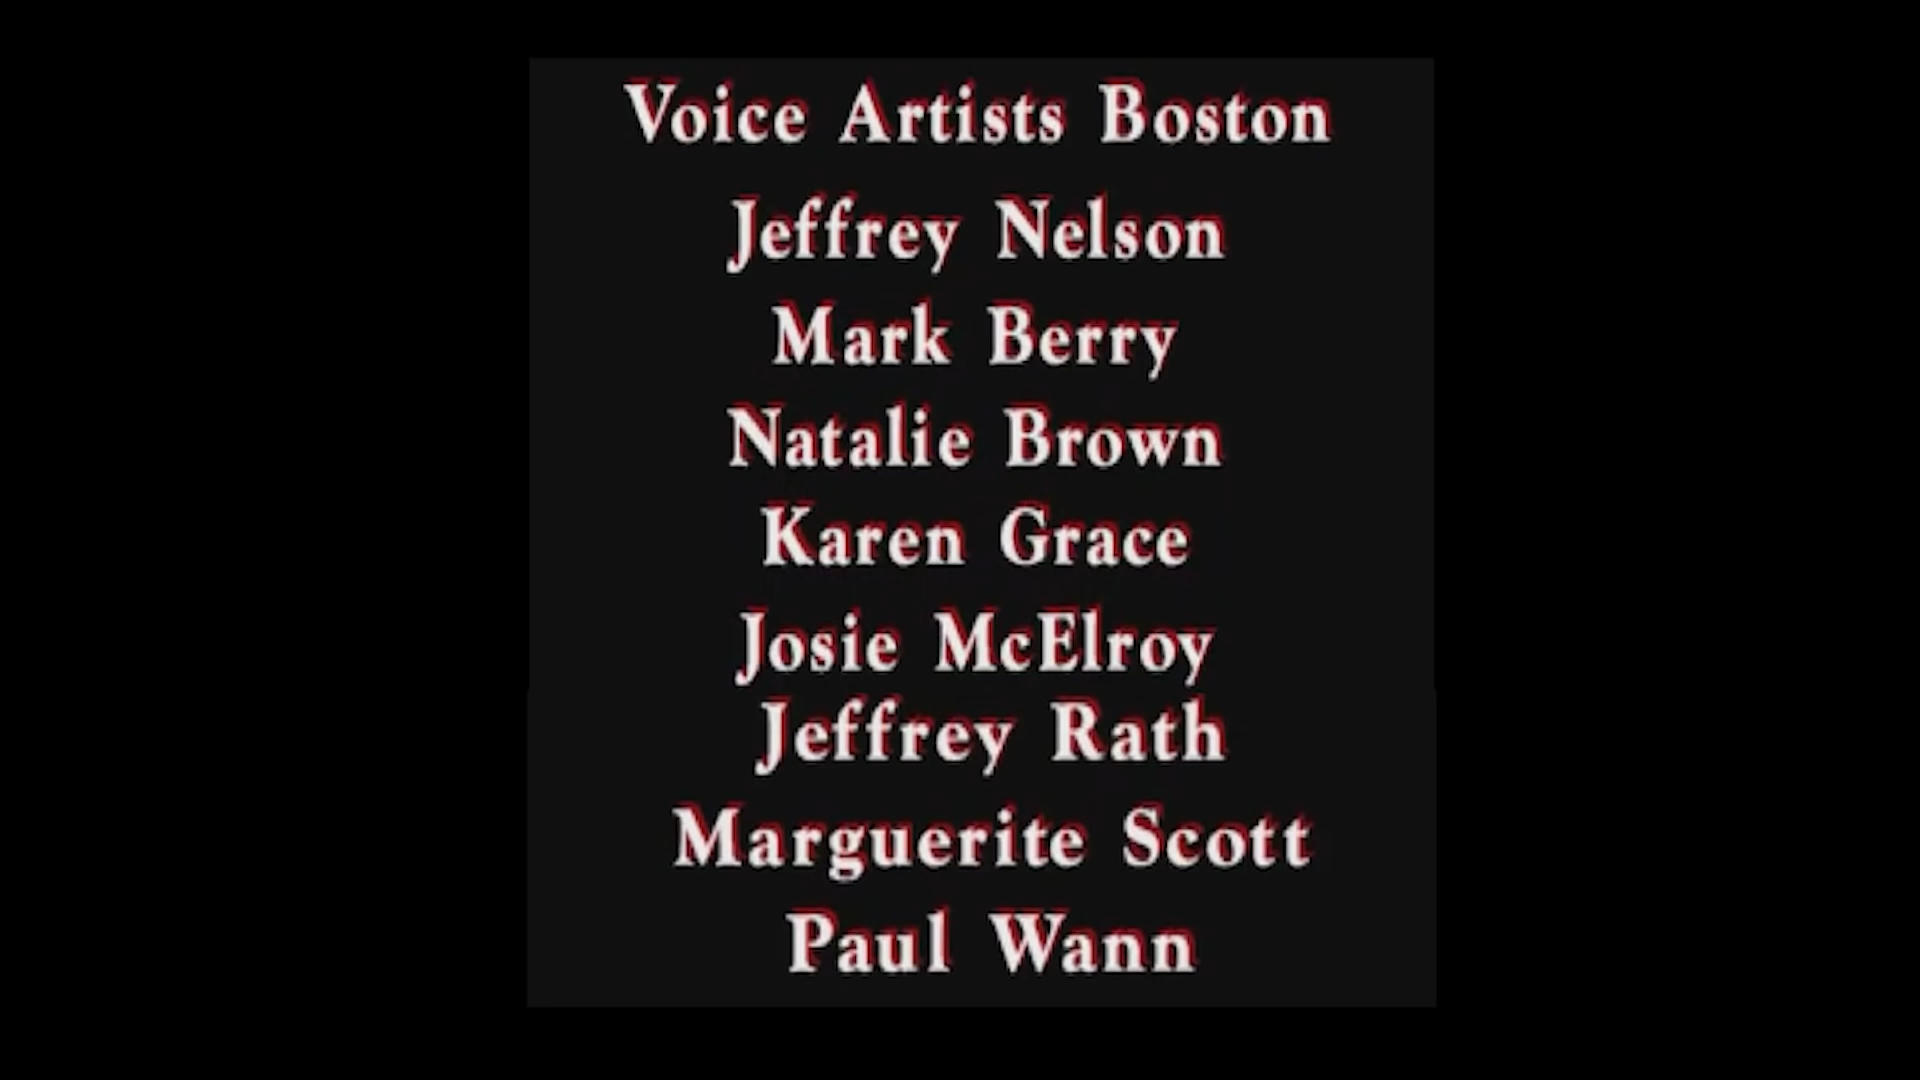 Voice Artists Boston
Jeffrey Nelson
Mark Berry
Natalie Brown
Karen Grace
Josie McElroy
Jeffrey Rath
Marguerite Scott
Paul Wann